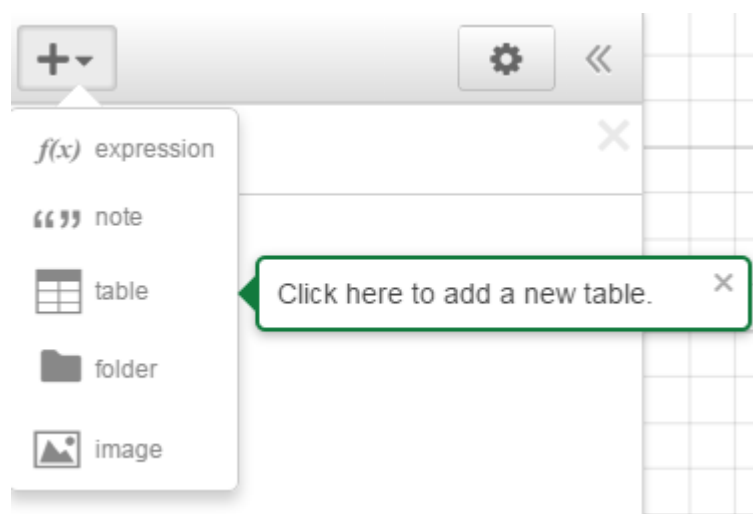 f(x) expression
““ ”” note
table
Click here to add a new table.
folder
image